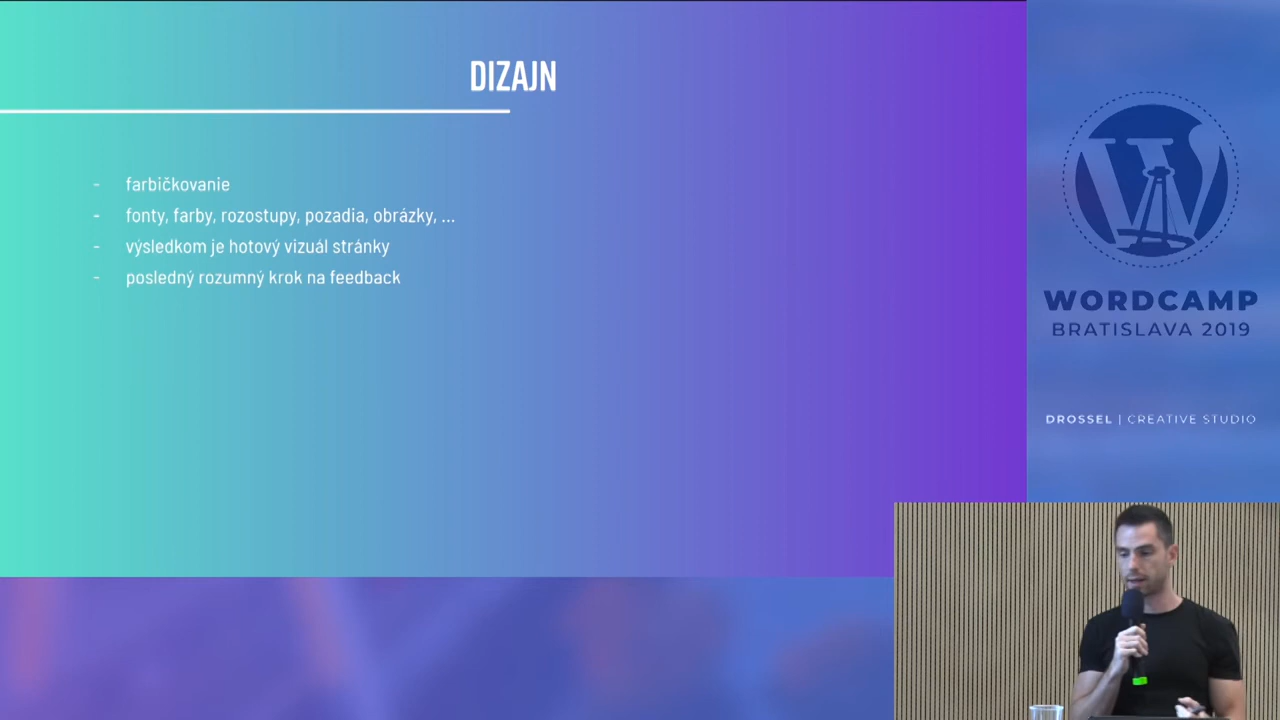 DIZAJN
- farbičkovanie
- fonty, farby, rozostupy, pozadia, obrázky, ...
- výsledkom je hotový vizuál stránky
- posledný rozumný krok na feedback
WORDCAMP
BRATISLAVA 2019
DROSSEL | CREATIVE STUDIO